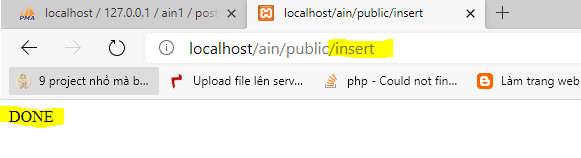 PMA localhost / 127.0.0.1 / ain1 / post
localhost/ain/public/insert
localhost/ain/public/insert
9 project nhỏ mà b...
Upload file lên serv...
php - Could not fin...
Làm trang web
DONE